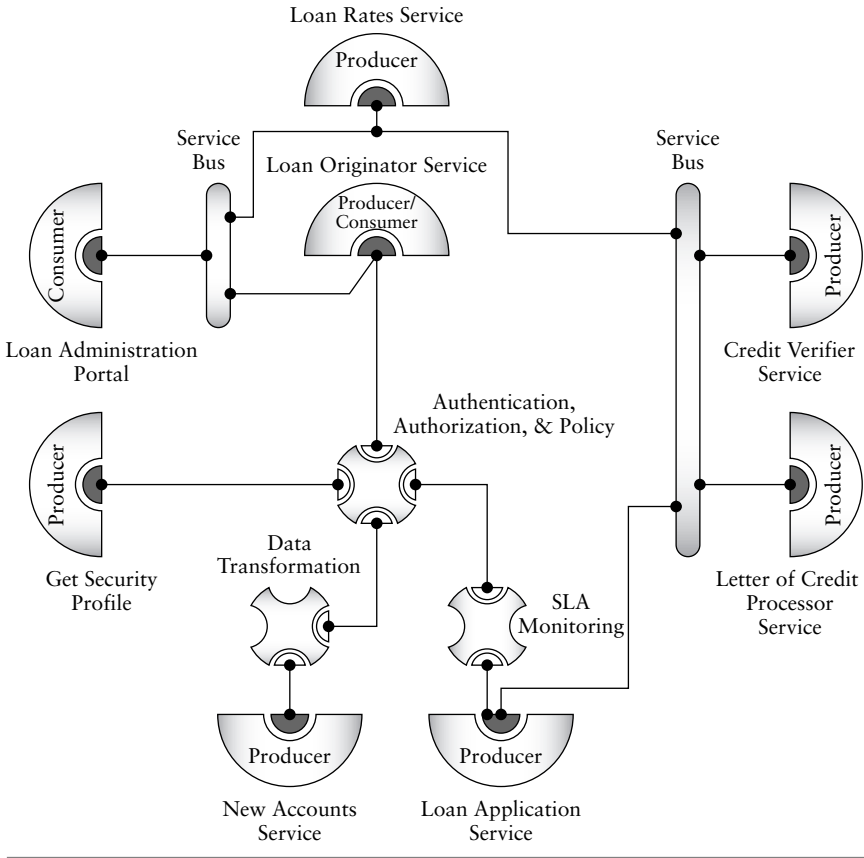 Loan Rates Service
Producer
Service
Bus
Service
Bus
Loan Originator Service
Producer/
Consumer
Consumer
Producer
Loan Administration
Portal
Credit Verifier
Service
Authentication,
Authorization, & Policy
Producer
Producer
Get Security
Profile
Data
Transformation
SLA
Monitoring
Letter of Credit
Processor
Service
Producer
Producer
New Accounts
Service
Loan Application
Service